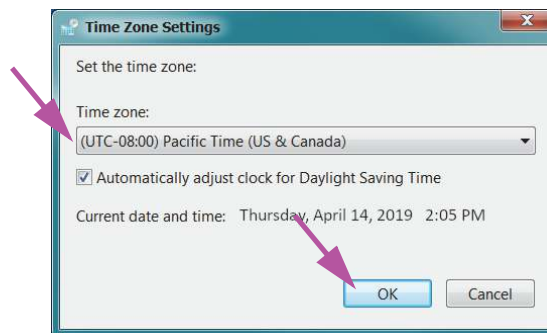 Time Zone Settings
Set the time zone:
Time zone:
(UTC-08:00) Pacific Time (US & Canada)
Automatically adjust clock for Daylight Saving Time
Current date and time: Thursday, April 14, 2019 2:05 PM
OK Cancel